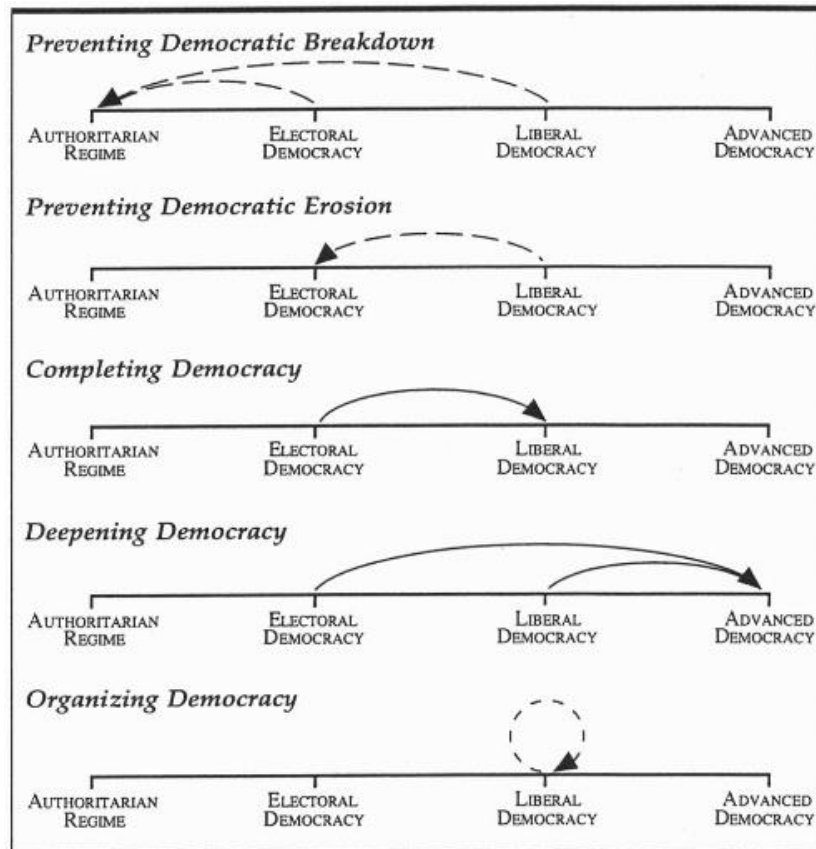 Preventing Democratic Breakdown
AUTHORITARIAN ELECTORAL LIBERAL ADVANCED
REGIME DEMOCRACY DEMOCRACY DEMOCRACY
Preventing Democratic Erosion
AUTHORITARIAN ELECTORAL LIBERAL ADVANCED
REGIME DEMOCRACY DEMOCRACY DEMOCRACY
Completing Democracy
AUTHORITARIAN ELECTORAL LIBERAL ADVANCED
REGIME DEMOCRACY DEMOCRACY DEMOCRACY
Deepening Democracy
AUTHORITARIAN ELECTORAL LIBERAL ADVANCED
REGIME DEMOCRACY DEMOCRACY DEMOCRACY
Organizing Democracy
AUTHORITARIAN ELECTORAL LIBERAL ADVANCED
REGIME DEMOCRACY DEMOCRACY DEMOCRACY